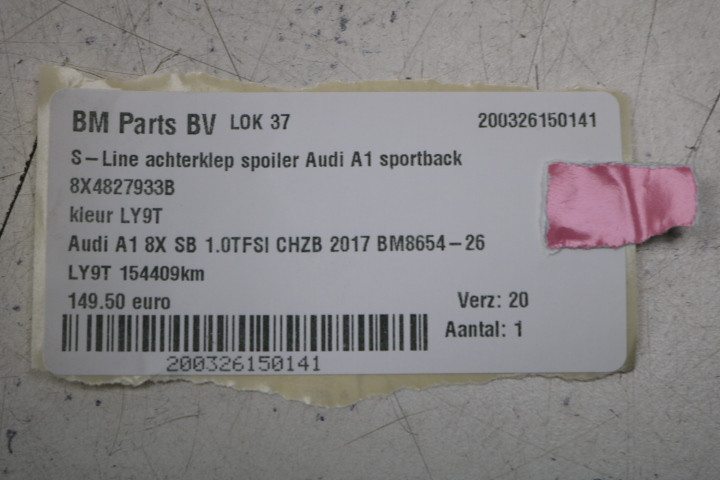 BM Parts BV LOK 37 200326150141
S-Line achterklep spoiler Audi A1 sportback
8X4827933B
kleur LY9T
Audi A1 8X SB 1.0TFSI CHZB 2017 BM8654-26
LY9T 154409km
149.50 euro Verz: 20
Aantal: 1
200326150141